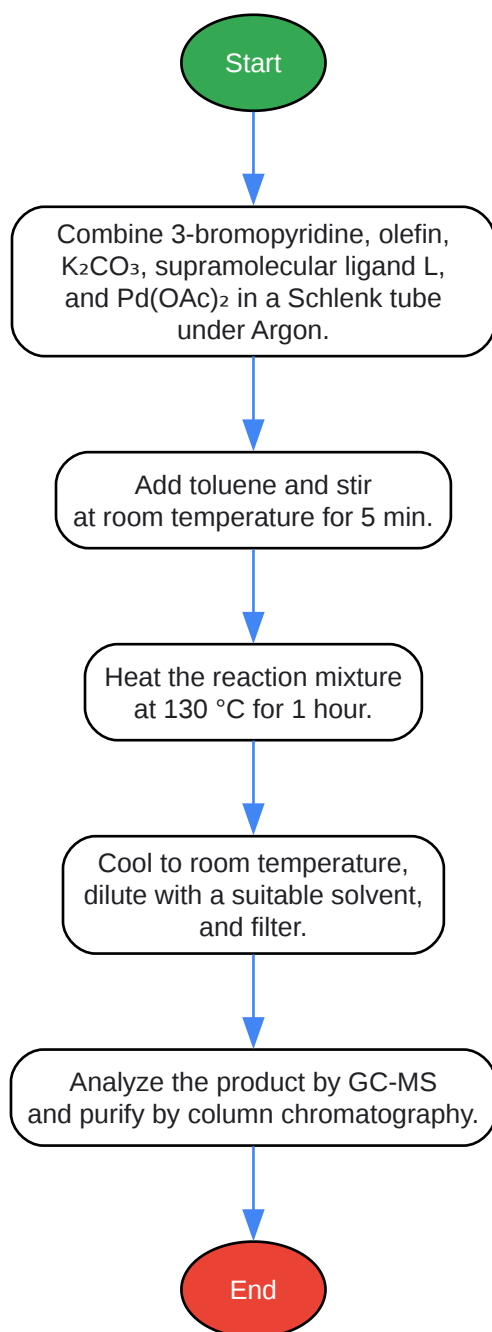 Start
Combine 3-bromopyridine, olefin,
K₂CO₃, supramolecular ligand L,
and Pd(OAc)₂ in a Schlenk tube
under Argon.
Add toluene and stir
at room temperature for 5 min.
Heat the reaction mixture
at 130 °C for 1 hour.
Cool to room temperature,
dilute with a suitable solvent,
and filter.
Analyze the product by GC-MS
and purify by column chromatography.
End